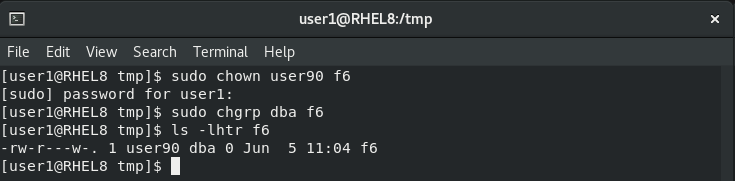 user1@RHEL8:/tmp
File Edit View Search Terminal Help
[user1@RHEL8 tmp]$ sudo chown user90 f6
[sudo] password for user1:
[user1@RHEL8 tmp]$ sudo chgrp dba f6
[user1@RHEL8 tmp]$ ls -lhtr f6
-rw-r---w-. 1 user90 dba 0 Jun  5 11:04 f6
[user1@RHEL8 tmp]$